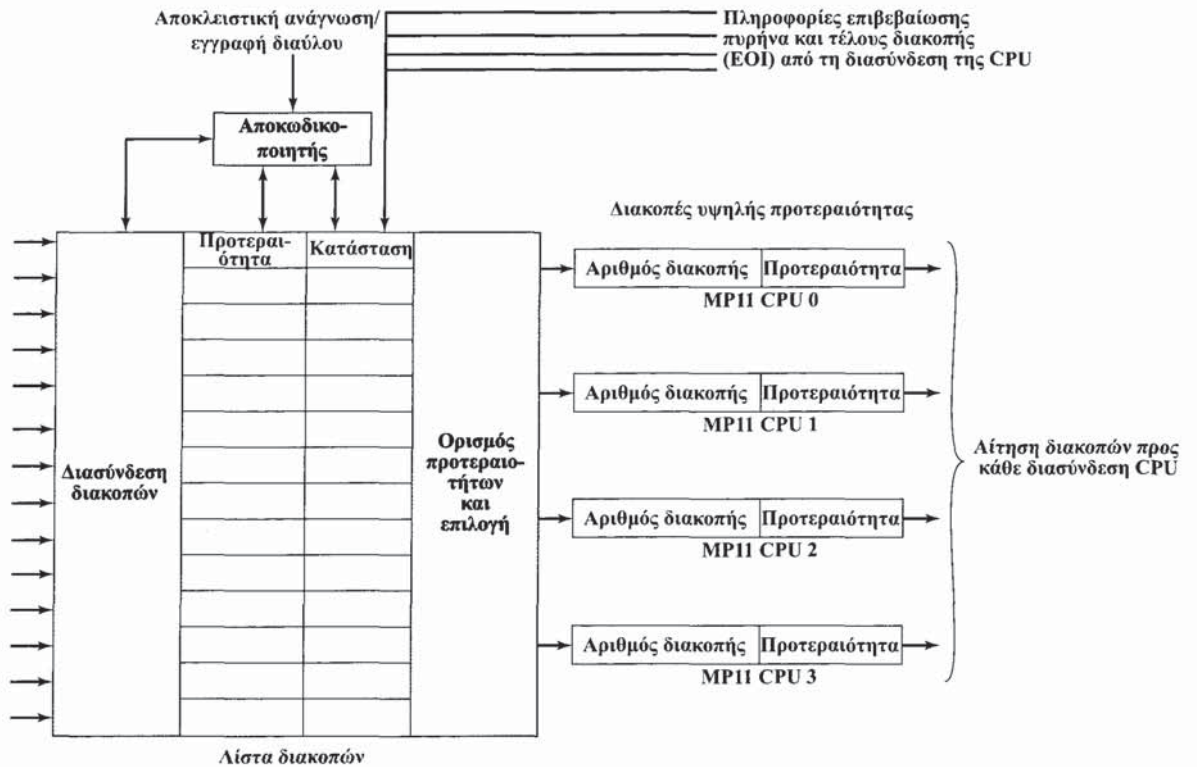 Αποκλειστική ανάγνωση/
εγγραφή διαύλου
Πληροφορίες επιβεβαίωσης
πυρήνα και τέλους διακοπής
(EOI) από τη διασύνδεση της CPU
Αποκωδικο-
ποιητής
Διακοπές υψηλής προτεραιότητας
Προτεραι-
ότητα
Κατάσταση
Διασύνδεση
διακοπών
Ορισμός
προτεραιο-
τήτων
και
επιλογή
Αριθμός διακοπής
Προτεραιότητα
MP11 CPU 0
Αριθμός διακοπής
Προτεραιότητα
MP11 CPU 1
Αριθμός διακοπής
Προτεραιότητα
MP11 CPU 2
Αριθμός διακοπής
Προτεραιότητα
MP11 CPU 3
Αίτηση διακοπών προς
κάθε διασύνδεση CPU
Λίστα διακοπών